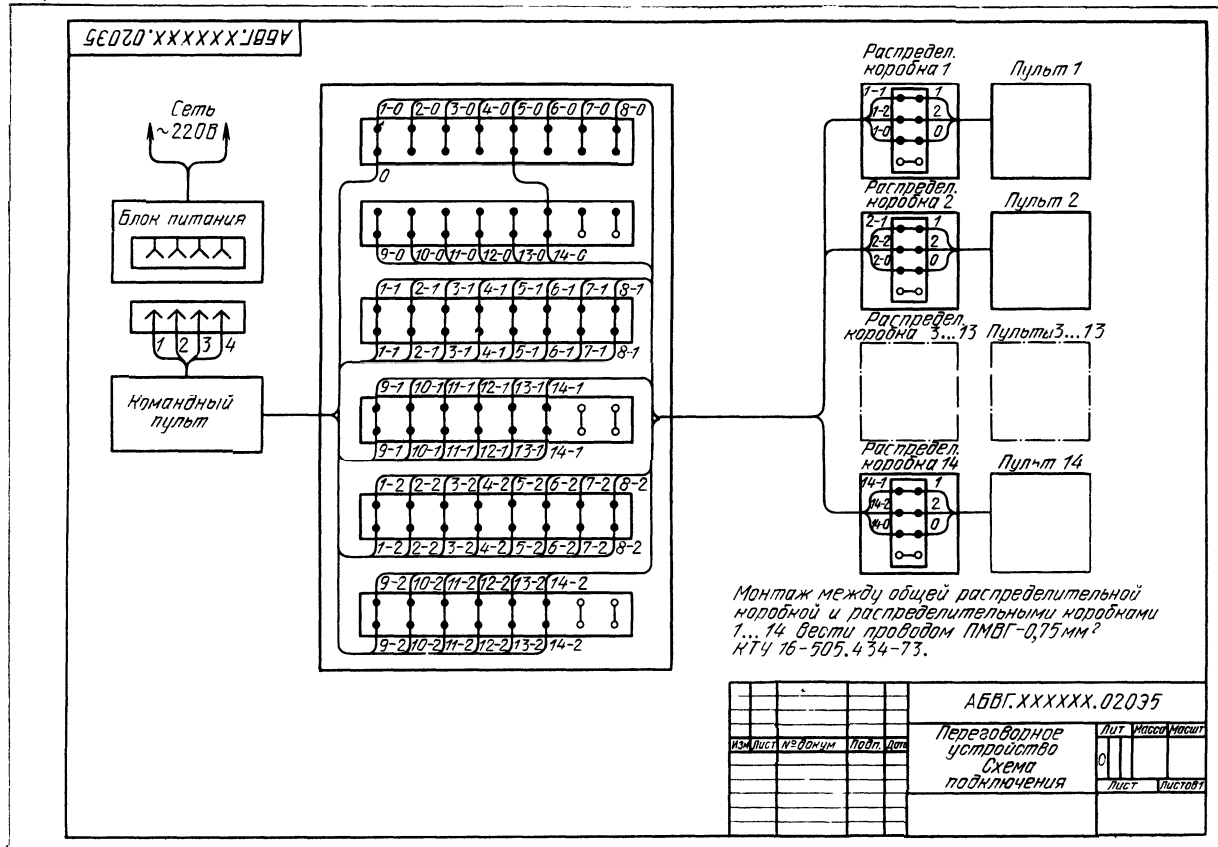 АБВГ.XXXXXX.020Э5
Сеть
~220В
Блок питания
1 2 3 4
Командный
пульт
1-0 2-0 3-0 4-0 5-0 6-0 7-0 8-0
0
9-0 10-0 11-0 12-0 13-0 14-0
1-1 2-1 3-1 4-1 5-1 6-1 7-1 8-1
1-1 2-1 3-1 4-1 5-1 6-1 7-1 8-1
9-1 10-1 11-1 12-1 13-1 14-1
9-1 10-1 11-1 12-1 13-1 14-1
1-2 2-2 3-2 4-2 5-2 6-2 7-2 8-2
1-2 2-2 3-2 4-2 5-2 6-2 7-2 8-2
9-2 10-2 11-2 12-2 13-2 14-2
9-2 10-2 11-2 12-2 13-2 14-2
Распредел.
коробка 1
Пульт 1
1-1 1
1-2 2
1-0 0
Распредел.
коробка 2
Пульт 2
2-1 1
2-2 2
2-0 0
Распредел.
коробка 3...13
Пульты 3...13
Распредел.
коробка 14
Пульт 14
14-1 1
14-2 2
14-0 0
Монтаж между общей распределительной
коробкой и распределительными коробками
1...14 вести проводом ПМВГ-0,75мм²
КТУ 16-505.434-73.
АБВГ.XXXXXX.020Э5
Изм Лист № докум Подп. Дата
Переговорное
устройство
Схема
подключения
Лит Масса Масшт
О
Лист Листов 1